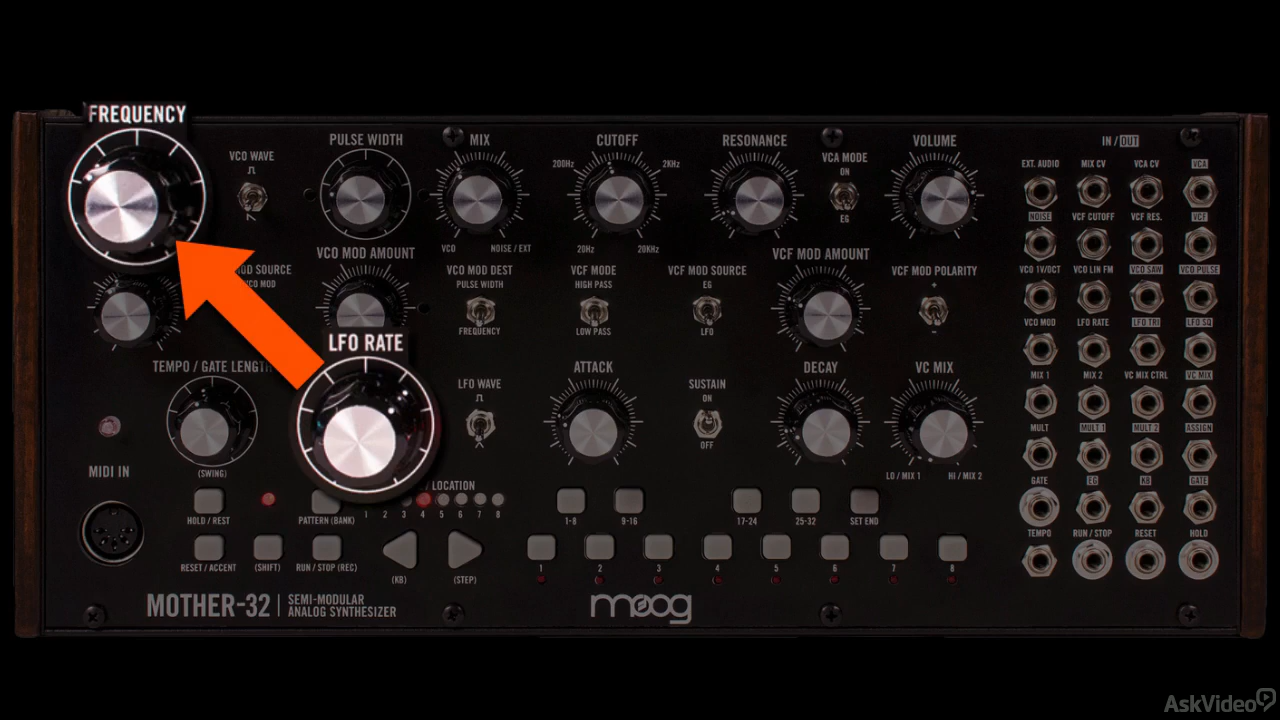 FREQUENCY
VCO WAVE
PULSE WIDTH
MIX
VCO
NOISE / EXT
CUTOFF
200Hz
2KHz
20Hz
20KHz
RESONANCE
VCA MODE
ON
EG
VOLUME
IN / OUT
EXT. AUDIO MIX CV VCA CV VCA
NOISE VCF CUTOFF VCF RES. VCF
VCO 1V/OCT VCO LIN FM VCO SAW VCO PULSE
VCO MOD LFO RATE LFO TRI LFO SQ
MIX 1 MIX 2 VC MIX CTRL VC MIX
MULT MULT 1 MULT 2 ASSIGN
GATE EG KB GATE
TEMPO RUN / STOP RESET HOLD
MOD SOURCE
VCO MOD
VCO MOD AMOUNT
VCO MOD DEST
PULSE WIDTH
FREQUENCY
VCF MODE
HIGH PASS
LOW PASS
VCF MOD SOURCE
EG
LFO
VCF MOD AMOUNT
VCF MOD POLARITY
+
-
TEMPO / GATE LENGTH
(SWING)
LFO RATE
LFO WAVE
ATTACK
SUSTAIN
ON
OFF
DECAY
VC MIX
LO / MIX 1
HI / MIX 2
MIDI IN
/ LOCATION
1 2 3 4 5 6 7 8
HOLD / REST
PATTERN (BANK)
1-8
9-16
17-24
25-32
SET END
RESET / ACCENT
(SHIFT)
RUN / STOP (REC)
(KB)
(STEP)
1 2 3 4 5 6 7 8
MOTHER-32
SEMI-MODULAR
ANALOG SYNTHESIZER
moog
AskVideo